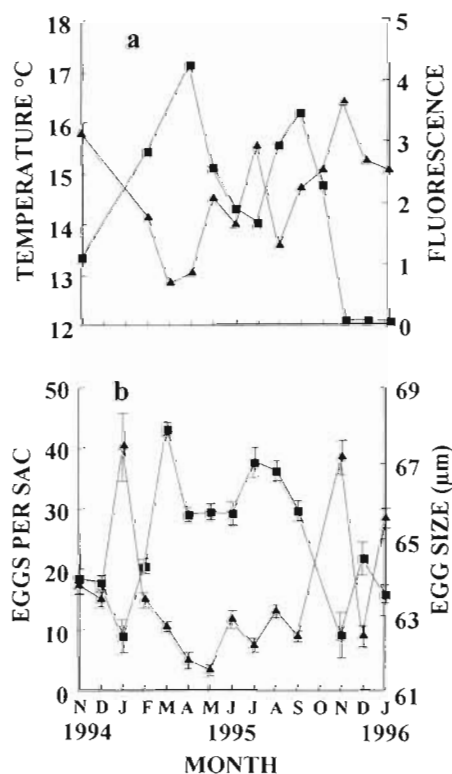 a
TEMPERATURE °C
18
17
16
15
14
13
12
FLUORESCENCE
5
4
3
2
1
0
b
EGGS PER SAC
50
40
30
20
10
0
EGG SIZE (µm)
69
67
65
63
61
N D J F M A M J J A S O N D J
1994 1995 1996
MONTH